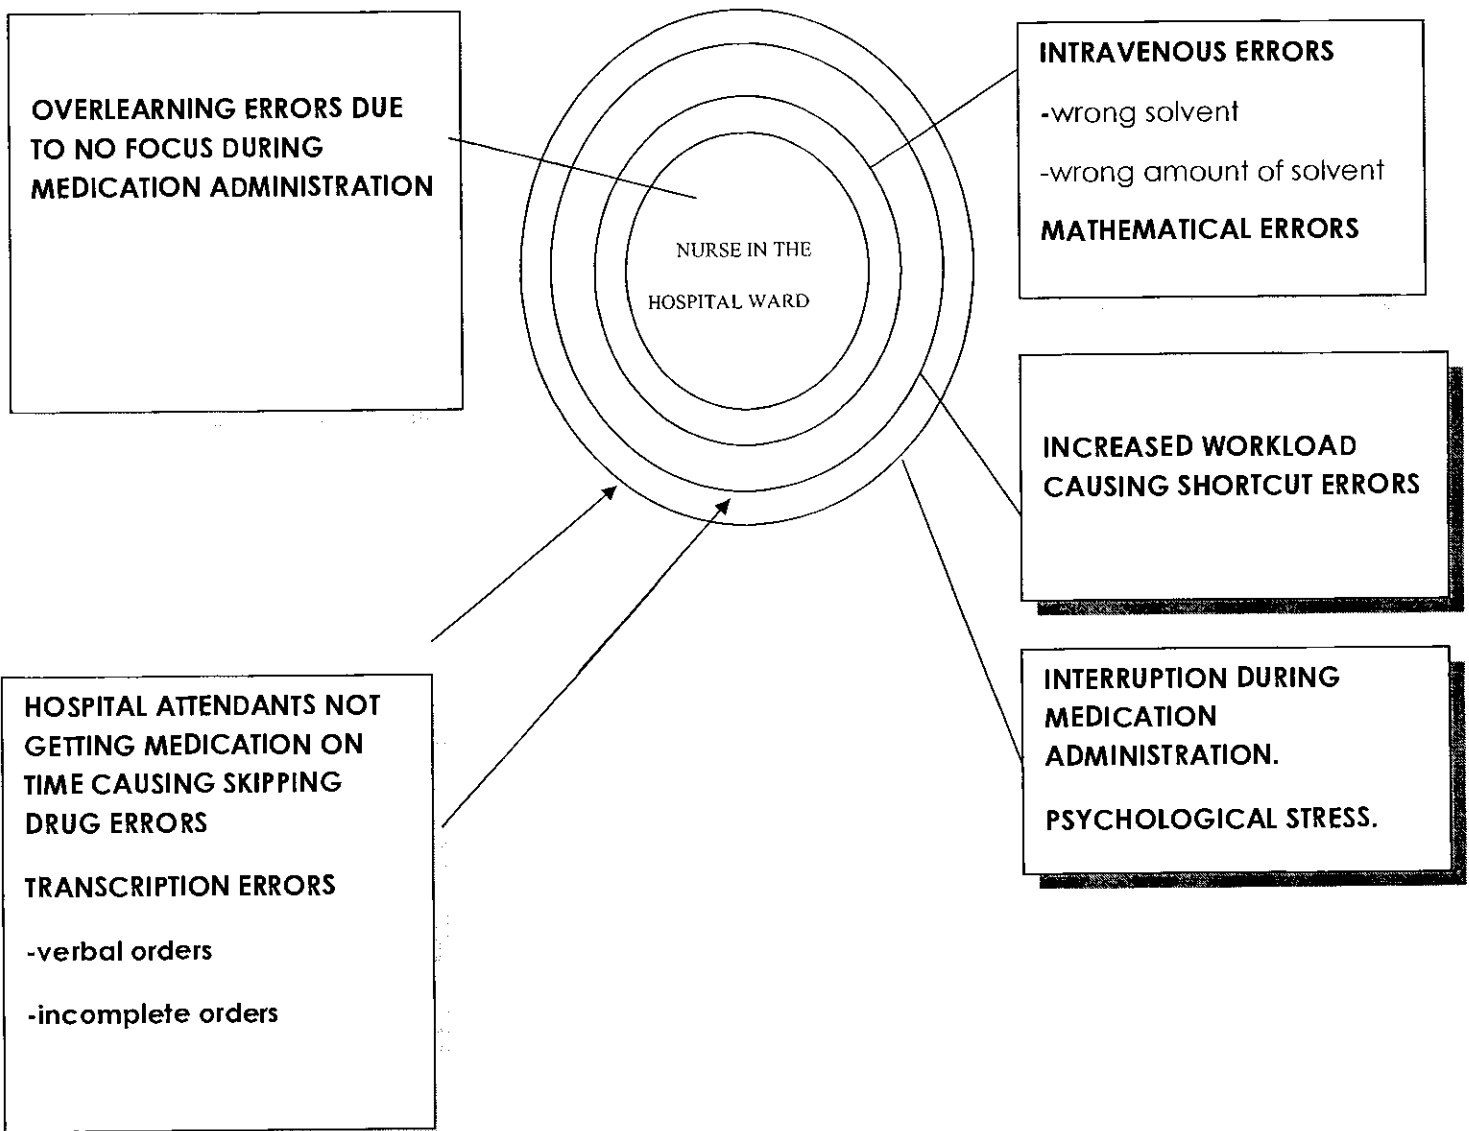 OVERLEARNING ERRORS DUE
TO NO FOCUS DURING
MEDICATION ADMINISTRATION
NURSE IN THE
HOSPITAL WARD
INTRAVENOUS ERRORS
-wrong solvent
-wrong amount of solvent
MATHEMATICAL ERRORS
INCREASED WORKLOAD
CAUSING SHORTCUT ERRORS
INTERRUPTION DURING
MEDICATION
ADMINISTRATION.
PSYCHOLOGICAL STRESS.
HOSPITAL ATTENDANTS NOT
GETTING MEDICATION ON
TIME CAUSING SKIPPING
DRUG ERRORS
TRANSCRIPTION ERRORS
-verbal orders
-incomplete orders